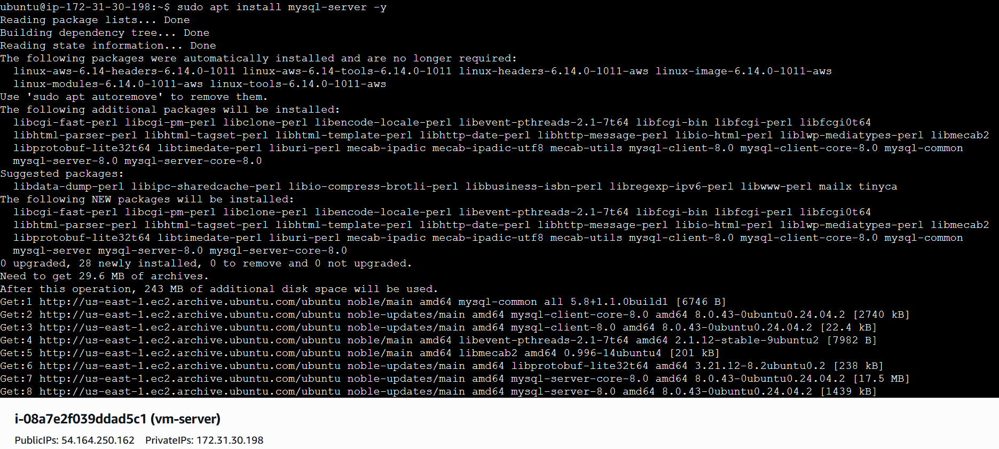 ubuntu@ip-172-31-30-198:~$ sudo apt install mysql-server -y
Reading package lists... Done
Building dependency tree... Done
Reading state information... Done
The following packages were automatically installed and are no longer required:
  linux-aws-6.14-headers-6.14.0-1011 linux-aws-6.14-tools-6.14.0-1011 linux-headers-6.14.0-1011-aws linux-image-6.14.0-1011-aws
  linux-modules-6.14.0-1011-aws linux-tools-6.14.0-1011-aws
Use 'sudo apt autoremove' to remove them.
The following additional packages will be installed:
  libcgi-fast-perl libcgi-pm-perl libclone-perl libencode-locale-perl libevent-pthreads-2.1-7t64 libfcgi-bin libfcgi-perl libfcgi0t64
  libhtml-parser-perl libhtml-tagset-perl libhtml-template-perl libhttp-date-perl libhttp-message-perl libio-html-perl liblwp-mediatypes-perl libmecab2
  libprotobuf-lite32t64 libtimedate-perl liburi-perl mecab-ipadic mecab-ipadic-utf8 mecab-utils mysql-client-8.0 mysql-client-core-8.0 mysql-common
  mysql-server-8.0 mysql-server-core-8.0
Suggested packages:
  libdata-dump-perl libipc-sharedcache-perl libio-compress-brotli-perl libbusiness-isbn-perl libregexp-ipv6-perl libwww-perl mailx tinyca
The following NEW packages will be installed:
  libcgi-fast-perl libcgi-pm-perl libclone-perl libencode-locale-perl libevent-pthreads-2.1-7t64 libfcgi-bin libfcgi-perl libfcgi0t64
  libhtml-parser-perl libhtml-tagset-perl libhtml-template-perl libhttp-date-perl libhttp-message-perl libio-html-perl liblwp-mediatypes-perl libmecab2
  libprotobuf-lite32t64 libtimedate-perl liburi-perl mecab-ipadic mecab-ipadic-utf8 mecab-utils mysql-client-8.0 mysql-client-core-8.0 mysql-common
  mysql-server mysql-server-8.0 mysql-server-core-8.0
0 upgraded, 28 newly installed, 0 to remove and 0 not upgraded.
Need to get 29.6 MB of archives.
After this operation, 243 MB of additional disk space will be used.
Get:1 http://us-east-1.ec2.archive.ubuntu.com/ubuntu noble/main amd64 mysql-common all 5.8+1.1.0build1 [6746 B]
Get:2 http://us-east-1.ec2.archive.ubuntu.com/ubuntu noble-updates/main amd64 mysql-client-core-8.0 amd64 8.0.43-0ubuntu0.24.04.2 [2740 kB]
Get:3 http://us-east-1.ec2.archive.ubuntu.com/ubuntu noble-updates/main amd64 mysql-client-8.0 amd64 8.0.43-0ubuntu0.24.04.2 [22.4 kB]
Get:4 http://us-east-1.ec2.archive.ubuntu.com/ubuntu noble/main amd64 libevent-pthreads-2.1-7t64 amd64 2.1.12-stable-9ubuntu2 [7982 B]
Get:5 http://us-east-1.ec2.archive.ubuntu.com/ubuntu noble/main amd64 libmecab2 amd64 0.996-14ubuntu4 [201 kB]
Get:6 http://us-east-1.ec2.archive.ubuntu.com/ubuntu noble-updates/main amd64 libprotobuf-lite32t64 amd64 3.21.12-8.2ubuntu0.2 [238 kB]
Get:7 http://us-east-1.ec2.archive.ubuntu.com/ubuntu noble-updates/main amd64 mysql-server-core-8.0 amd64 8.0.43-0ubuntu0.24.04.2 [17.5 MB]
Get:8 http://us-east-1.ec2.archive.ubuntu.com/ubuntu noble-updates/main amd64 mysql-server-8.0 amd64 8.0.43-0ubuntu0.24.04.2 [1439 kB]
i-08a7e2f039ddad5c1 (vm-server)
PublicIPs: 54.164.250.162 PrivateIPs: 172.31.30.198